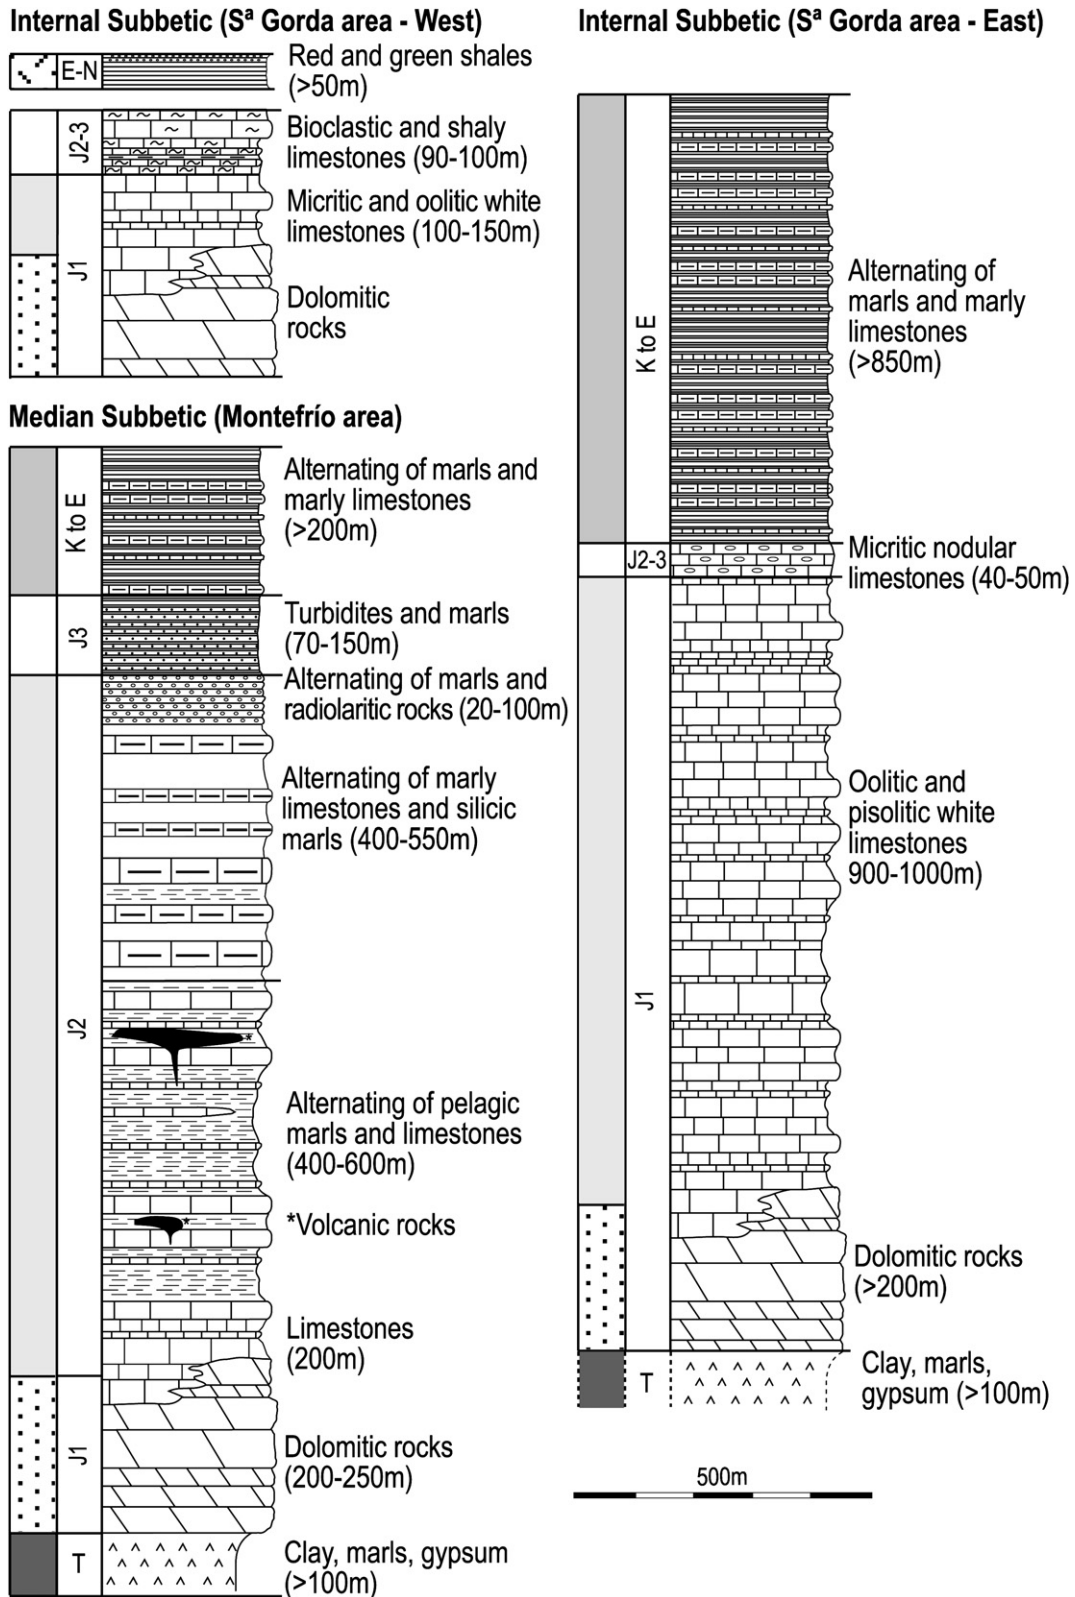 Internal Subbetic (Sª Gorda area - West)
E-N
Red and green shales
(>50m)
J2-3
Bioclastic and shaly
limestones (90-100m)
J1
Micritic and oolitic white
limestones (100-150m)
Dolomitic
rocks
Median Subbetic (Montefrío area)
K to E
Alternating of marls and
marly limestones
(>200m)
J3
Turbidites and marls
(70-150m)
Alternating of marls and
radiolaritic rocks (20-100m)
J2
Alternating of marly
limestones and silicic
marls (400-550m)
*
Alternating of pelagic
marls and limestones
(400-600m)
*
*Volcanic rocks
Limestones
(200m)
J1
Dolomitic rocks
(200-250m)
T
Clay, marls, gypsum
(>100m)
Internal Subbetic (Sª Gorda area - East)
K to E
Alternating of
marls and marly
limestones
(>850m)
J2-3
Micritic nodular
limestones (40-50m)
J1
Oolitic and
pisolitic white
limestones
900-1000m)
Dolomitic rocks
(>200m)
T
Clay, marls,
gypsum (>100m)
500m